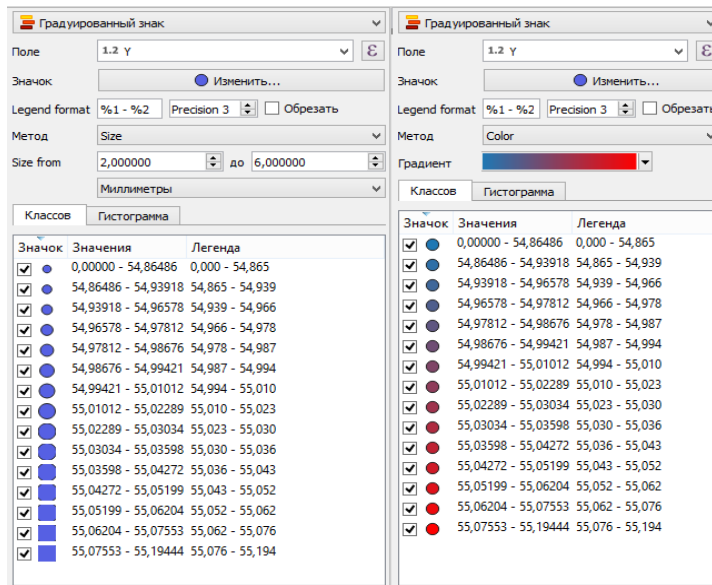 Градуированный знак
Поле 1.2 Y ε
Значок Изменить...
Legend format %1 - %2 Precision 3 Обрезать
Метод Size
Size from 2,000000 до 6,000000
Миллиметры
Классов Гистограмма
Значок Значения Легенда
0,00000 - 54,86486 0,000 - 54,865
54,86486 - 54,93918 54,865 - 54,939
54,93918 - 54,96578 54,939 - 54,966
54,96578 - 54,97812 54,966 - 54,978
54,97812 - 54,98676 54,978 - 54,987
54,98676 - 54,99421 54,987 - 54,994
54,99421 - 55,01012 54,994 - 55,010
55,01012 - 55,02289 55,010 - 55,023
55,02289 - 55,03034 55,023 - 55,030
55,03034 - 55,03598 55,030 - 55,036
55,03598 - 55,04272 55,036 - 55,043
55,04272 - 55,05199 55,043 - 55,052
55,05199 - 55,06204 55,052 - 55,062
55,06204 - 55,07553 55,062 - 55,076
55,07553 - 55,19444 55,076 - 55,194
Градуированный знак
Поле 1.2 Y ε
Значок Изменить...
Legend format %1 - %2 Precision 3 Обрезать
Метод Color
Градиент
Классов Гистограмма
Значок Значения Легенда
0,00000 - 54,86486 0,000 - 54,865
54,86486 - 54,93918 54,865 - 54,939
54,93918 - 54,96578 54,939 - 54,966
54,96578 - 54,97812 54,966 - 54,978
54,97812 - 54,98676 54,978 - 54,987
54,98676 - 54,99421 54,987 - 54,994
54,99421 - 55,01012 54,994 - 55,010
55,01012 - 55,02289 55,010 - 55,023
55,02289 - 55,03034 55,023 - 55,030
55,03034 - 55,03598 55,030 - 55,036
55,03598 - 55,04272 55,036 - 55,043
55,04272 - 55,05199 55,043 - 55,052
55,05199 - 55,06204 55,052 - 55,062
55,06204 - 55,07553 55,062 - 55,076
55,07553 - 55,19444 55,076 - 55,194